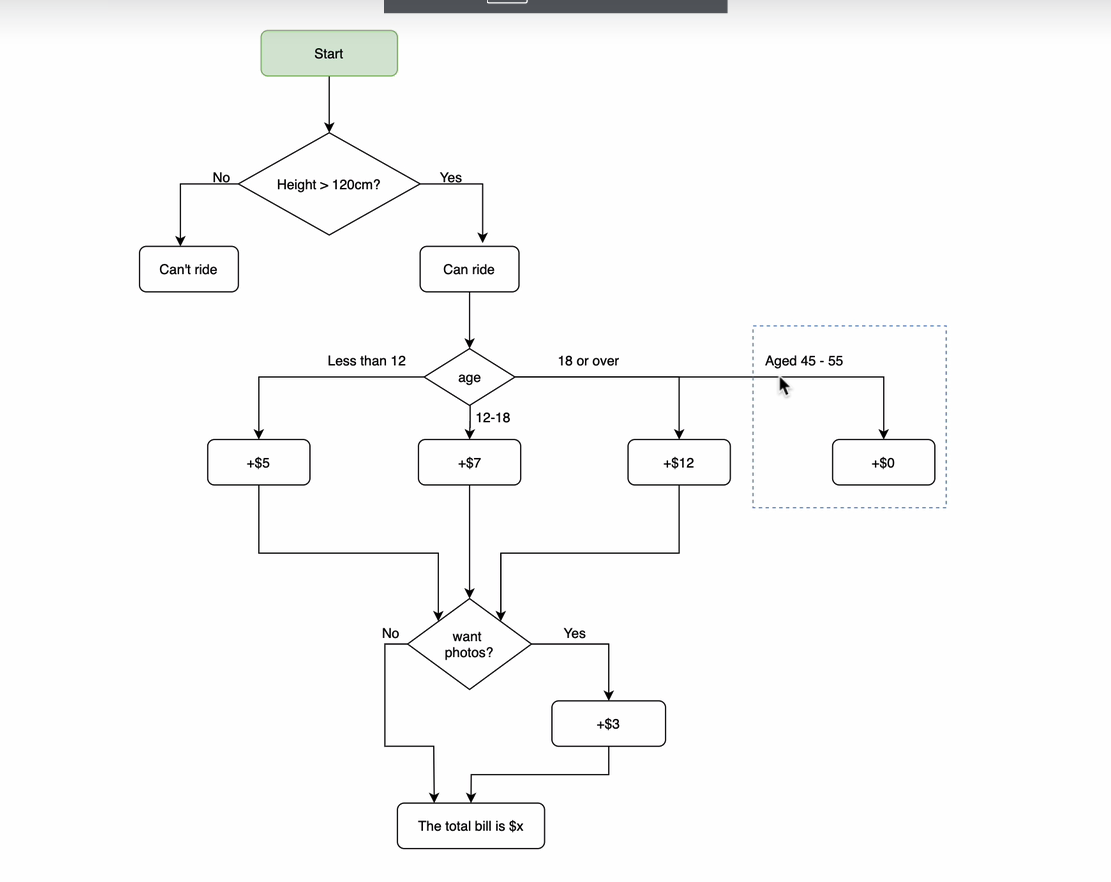 Start
Height > 120cm?
No
Yes
Can't ride
Can ride
Less than 12
age
18 or over
Aged 45 - 55
12-18
+$5
+$7
+$12
+$0
No
want
photos?
Yes
+$3
The total bill is $x